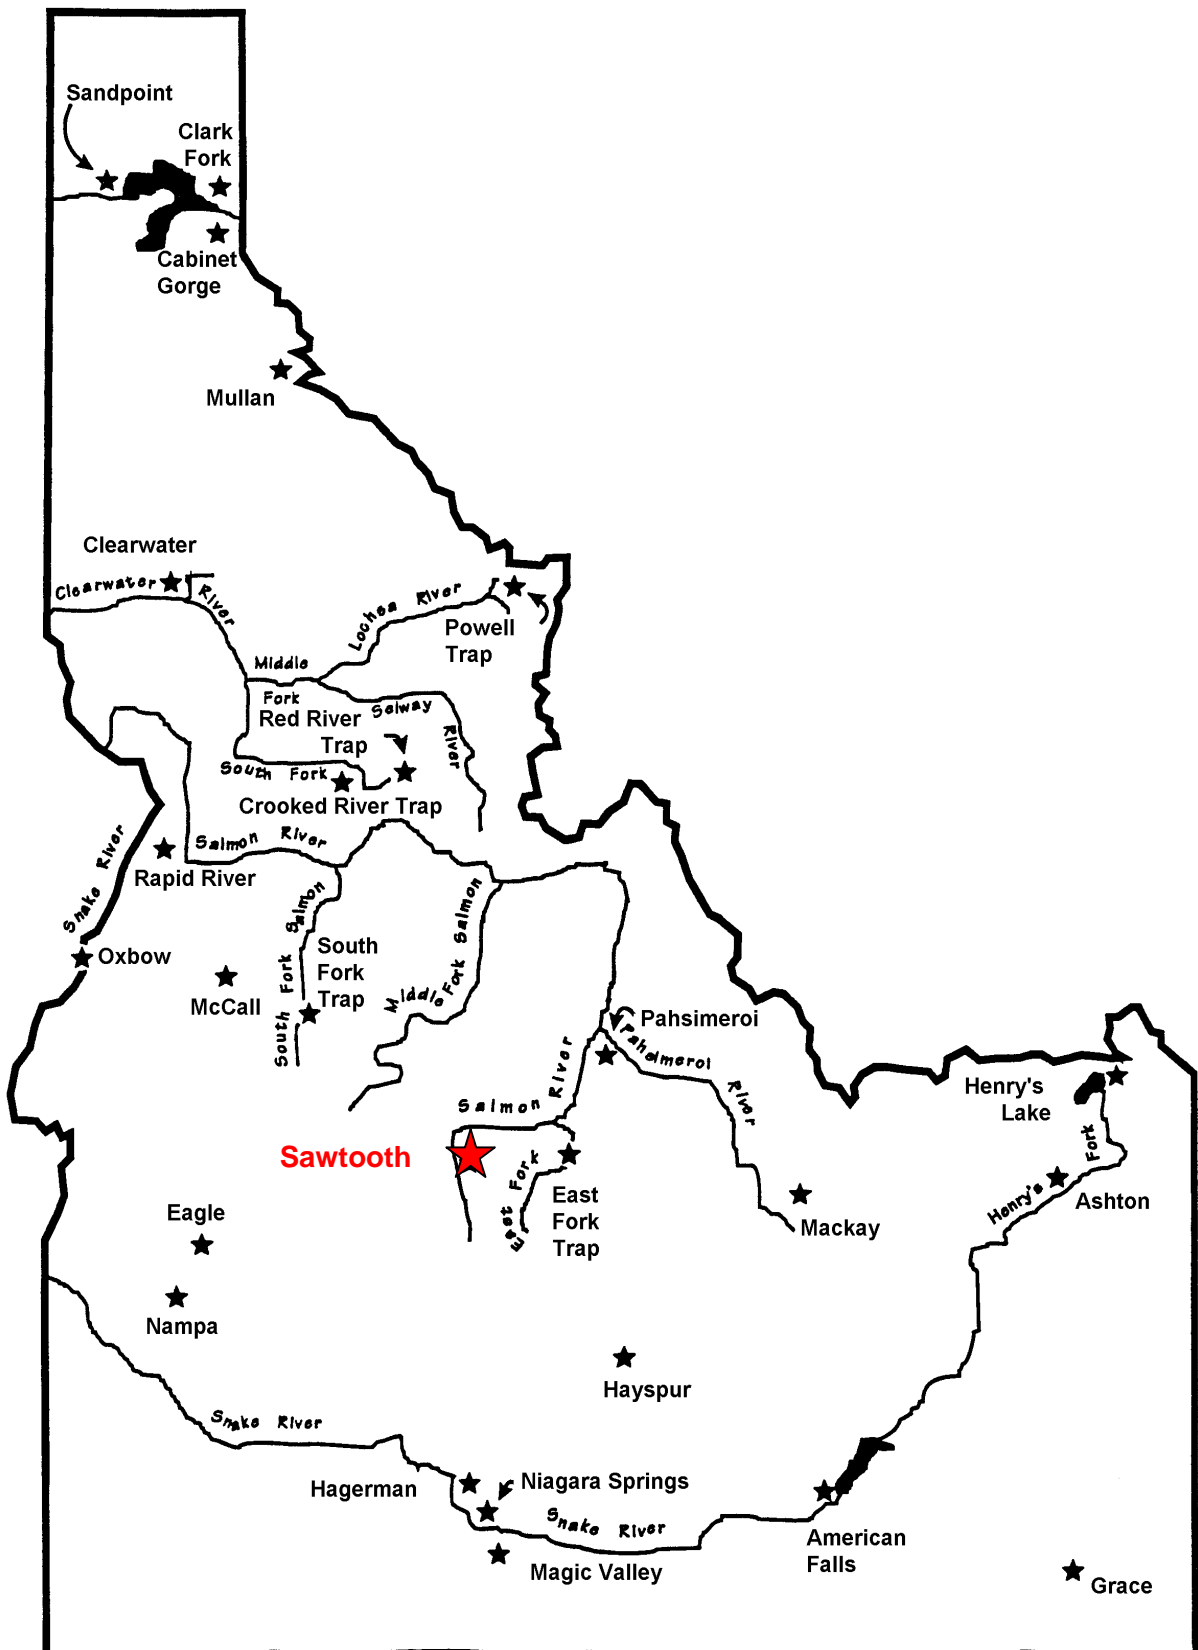 Sandpoint
Clark
Fork
Cabinet
Gorge
Mullan
Clearwater
Clearwater
River
Lochsa River
Powell
Trap
Middle
Fork
Selway
River
Red River
Trap
South Fork
Crooked River Trap
Salmon River
Rapid River
Snake River
Oxbow
McCall
South Fork Salmon
South
Fork
Trap
Middle Fork Salmon
Pahsimeroi
Pahsimeroi
River
Salmon River
Henry's
Lake
Fork
Henry's
Ashton
Sawtooth
East Fork
East
Fork
Trap
Mackay
Eagle
Nampa
Hayspur
Snake River
Hagerman
Niagara Springs
Snake River
Magic Valley
American
Falls
Grace